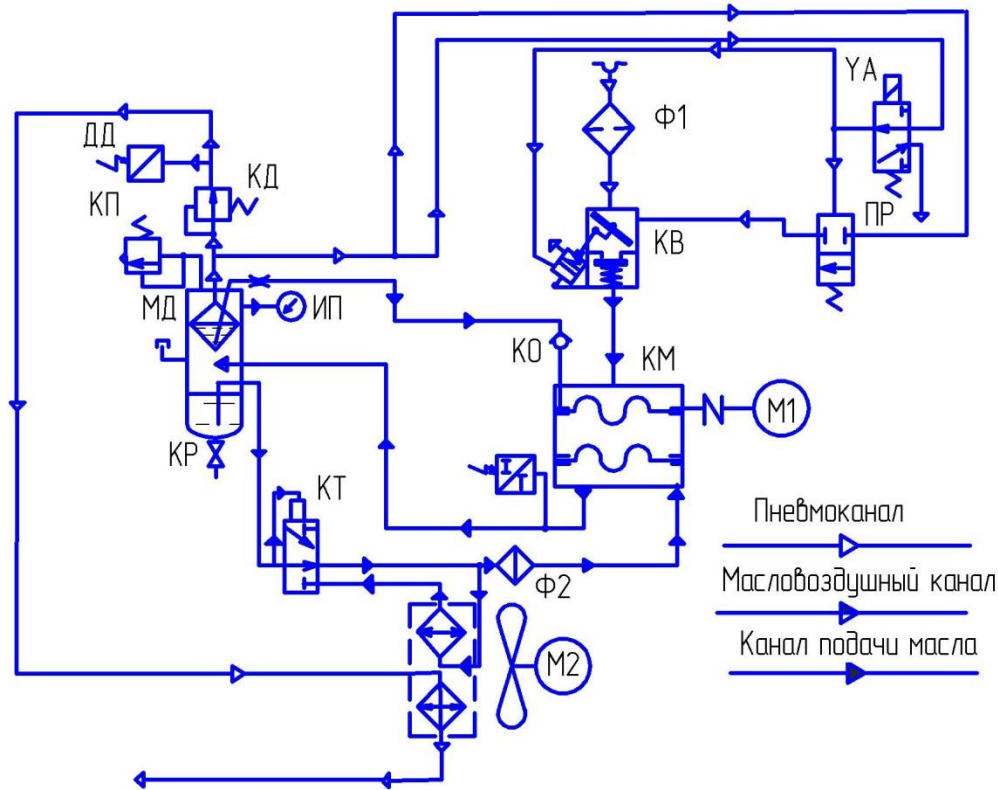 YA
ДД
Ф1
КД
КП
ПР
КВ
МД
ИП
КО
КМ
М1
КР
I
T
КТ
Пневмоканал
Ф2
Масловоздушный канал
Канал подачи масла
М2